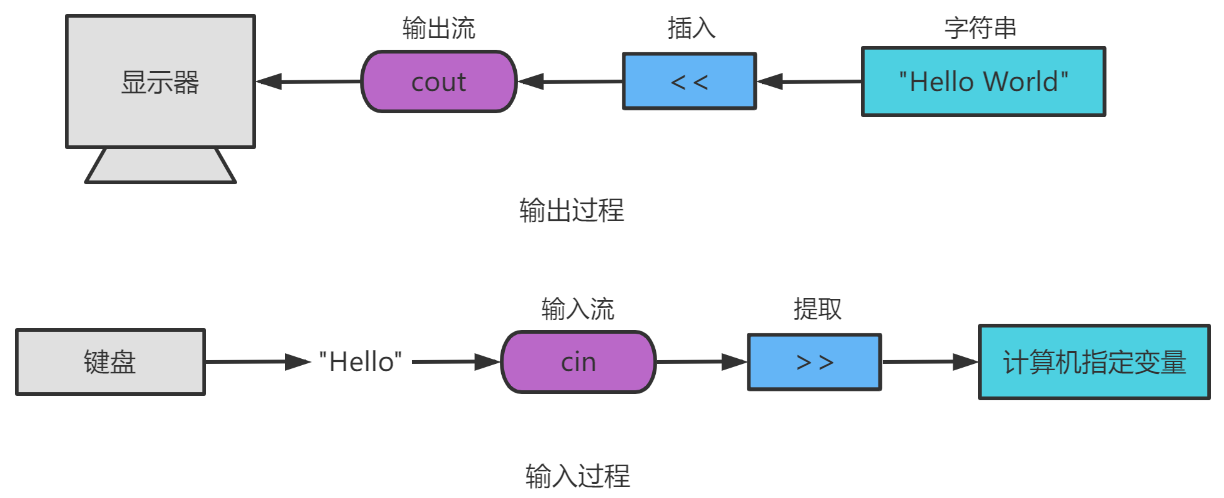 输出流
插入
字符串
显示器
cout
<<
"Hello World"
输出过程
输入流
提取
键盘
"Hello"
cin
>>
计算机指定变量
输入过程